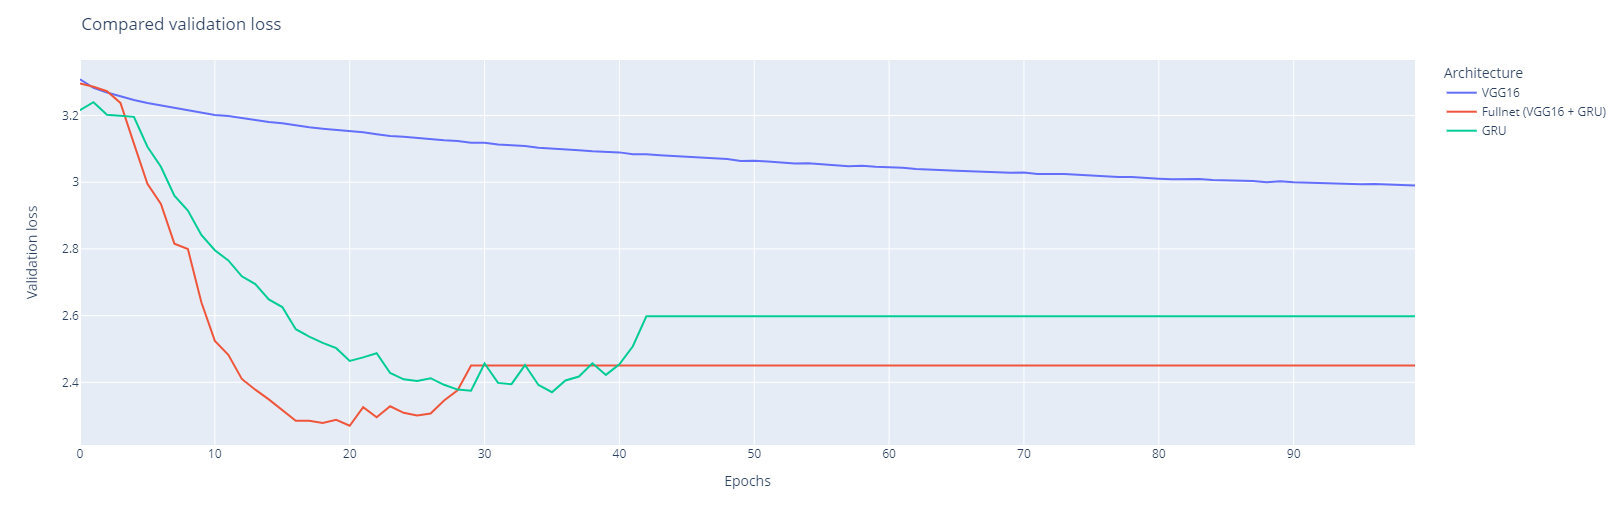 Compared validation loss
Architecture
VGG16
Fullnet (VGG16 + GRU)
GRU
Validation loss
3.2
3
2.8
2.6
2.4
0 10 20 30 40 50 60 70 80 90
Epochs